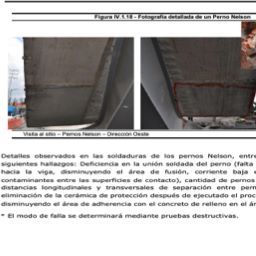 Figura IV.1.18 - Fotografía detallada de un Perno Nelson
Visita al sitio – Pernos Nelson – Dirección Oeste
Detalles observados en las soldaduras de los pernos Nelson, entre
siguientes hallazgos: Deficiencia en la unión soldada del perno (falta
hacia la viga, disminuyendo el área de fusión, corriente baja
contaminantes entre las superficies de contacto), cantidad de pernos
distancias longitudinales y transversales de separación entre
eliminación de la cerámica de protección después de ejecutado el
disminuyendo el área de adherencia con el concreto de relleno en el
* El modo de falla se determinará mediante pruebas destructivas.